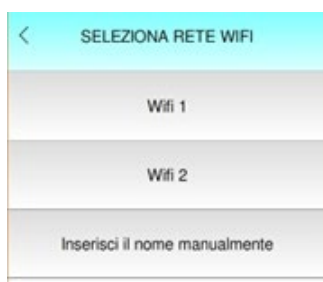 SELEZIONA RETE WIFI
Wifi 1
Wifi 2
Inserisci il nome manualmente